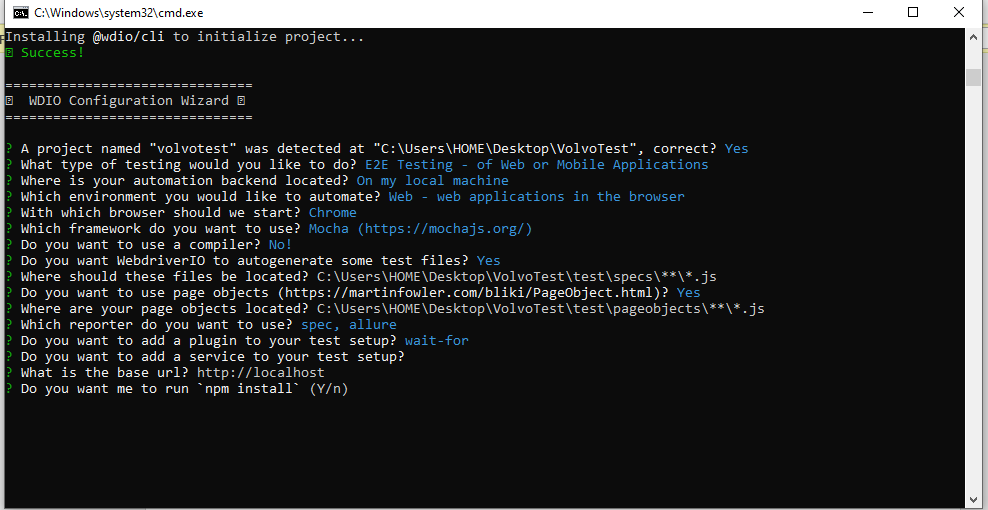 C:\Windows\system32\cmd.exe
Installing @wdio/cli to initialize project...
Success!
===============================
WDIO Configuration Wizard
===============================
? A project named "volvotest" was detected at "C:\Users\HOME\Desktop\VolvoTest", correct? Yes
? What type of testing would you like to do? E2E Testing - of Web or Mobile Applications
? Where is your automation backend located? On my local machine
? Which environment you would like to automate? Web - web applications in the browser
? With which browser should we start? Chrome
? Which framework do you want to use? Mocha (https://mochajs.org/)
? Do you want to use a compiler? No!
? Do you want WebdriverIO to autogenerate some test files? Yes
? Where should these files be located? C:\Users\HOME\Desktop\VolvoTest\test\specs\**\*.js
? Do you want to use page objects (https://martinfowler.com/bliki/PageObject.html)? Yes
? Where are your page objects located? C:\Users\HOME\Desktop\VolvoTest\test\pageobjects\**\*.js
? Which reporter do you want to use? spec, allure
? Do you want to add a plugin to your test setup? wait-for
? Do you want to add a service to your test setup?
? What is the base url? http://localhost
? Do you want me to run `npm install` (Y/n)